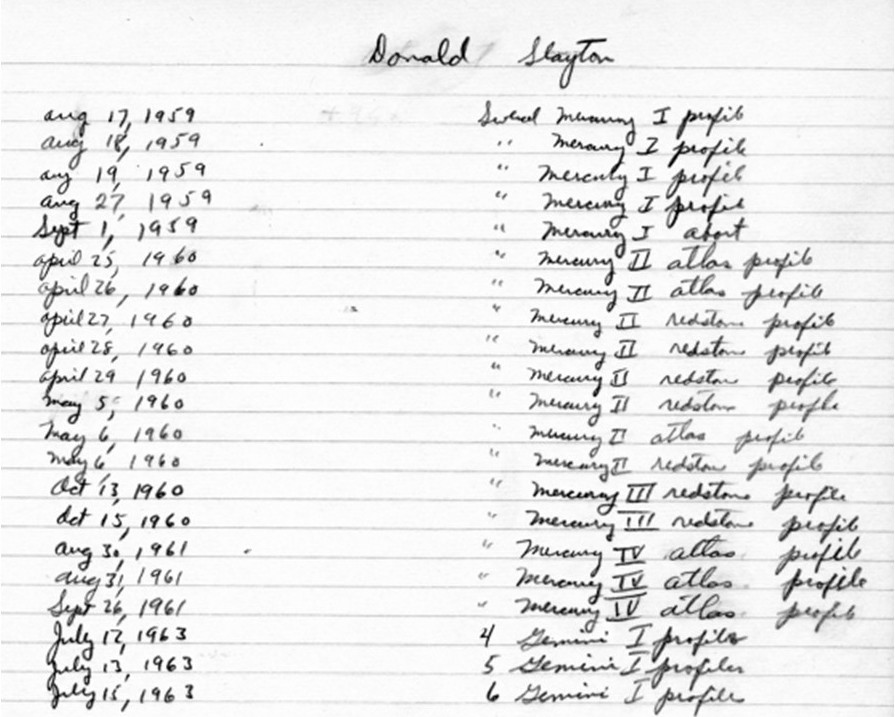 Donald Slayton
aug 17, 1959 Several Mercury I profile
aug 18, 1959 " Mercury I profile
aug 19, 1959 " Mercury I profile
aug 27, 1959 " Mercury I profile
Sept 1, 1959 " Mercury I abort
april 25, 1960 " Mercury II atlas profile
april 26, 1960 " Mercury II atlas profile
april 27, 1960 " Mercury II redstone profile
april 28, 1960 " Mercury II redstone profile
april 29 1960 " Mercury II redstone profile
may 5, 1960 " Mercury II redstone profile
May 6, 1960 " Mercury II atlas profile
may 6, 1960 " Mercury II redstone profile
Oct 13, 1960 " Mercury III redstone profile
Oct 15, 1960 " Mercury III redstone profile
aug 30, 1961 " Mercury IV atlas profile
aug 31, 1961 " Mercury IV atlas profile
Sept 26, 1961 " Mercury IV atlas profile
July 12, 1963 4 Gemini I profiles
July 13, 1963 5 Gemini I profiles
July 15, 1963 6 Gemini I profiles